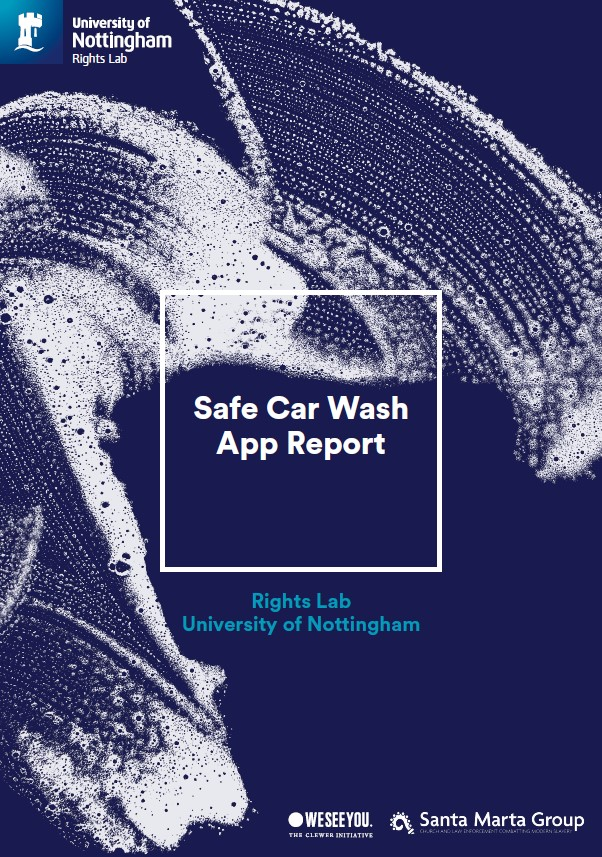 University of
Nottingham
Rights Lab
Safe Car Wash
App Report
Rights Lab
University of Nottingham
WESEEYOU.
THE CLEWER INITIATIVE
Santa Marta Group
CHURCH AND LAW ENFORCEMENT COMBATTING MODERN SLAVERY